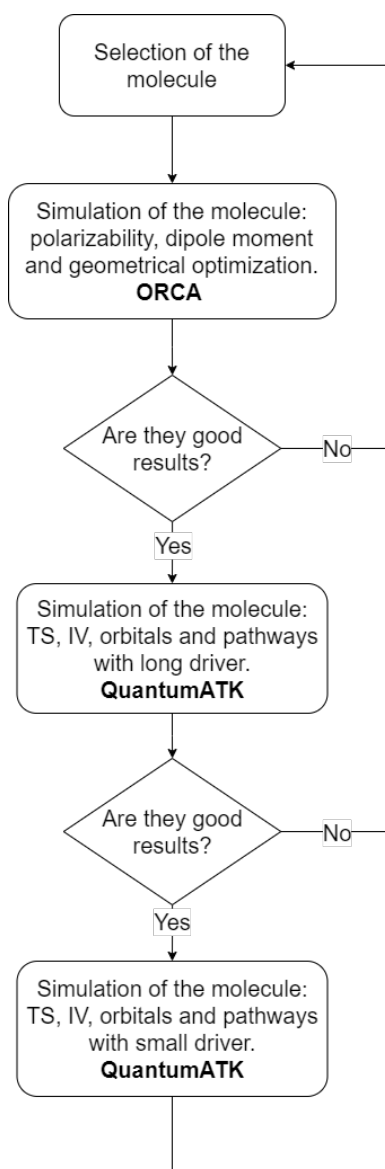 Selection of the
molecule
Simulation of the molecule:
polarizability, dipole moment
and geometrical optimization.
ORCA
Are they good
results?
No
Yes
Simulation of the molecule:
TS, IV, orbitals and pathways
with long driver.
QuantumATK
Are they good
results?
No
Yes
Simulation of the molecule:
TS, IV, orbitals and pathways
with small driver.
QuantumATK